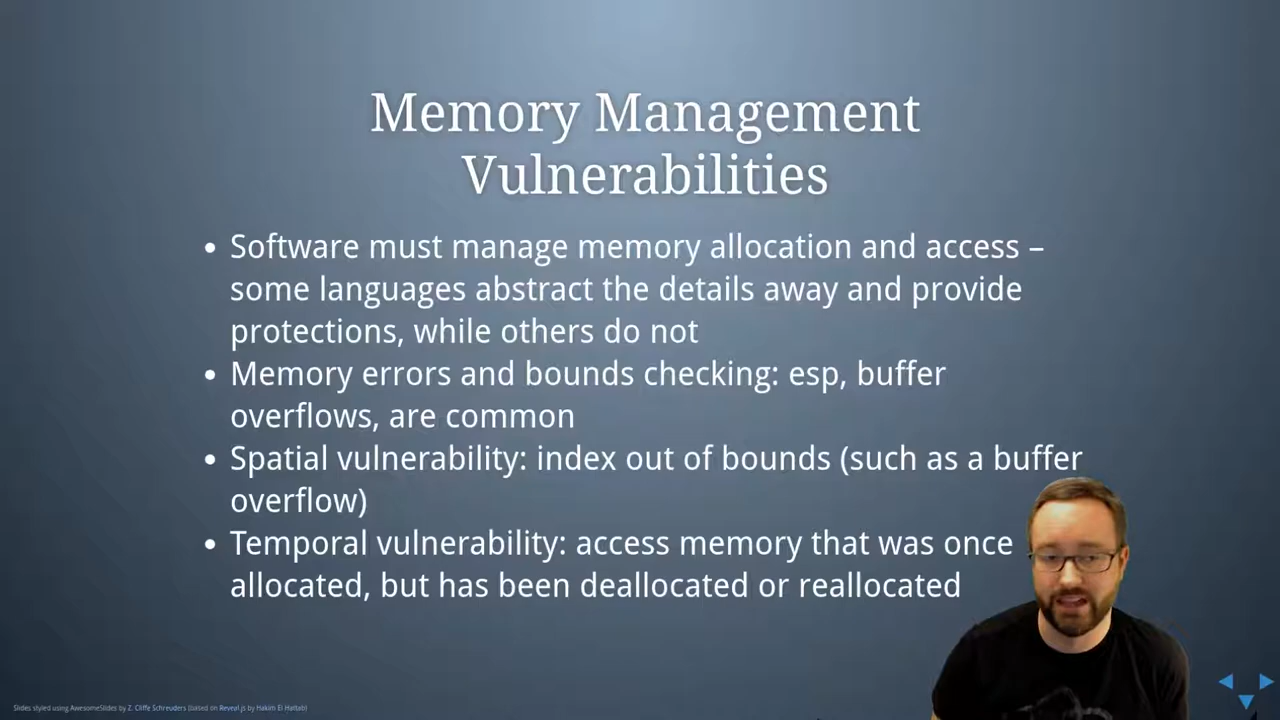 Memory Management
Vulnerabilities
• Software must manage memory allocation and access –
some languages abstract the details away and provide
protections, while others do not
• Memory errors and bounds checking: esp, buffer
overflows, are common
• Spatial vulnerability: index out of bounds (such as a buffer
overflow)
• Temporal vulnerability: access memory that was once
allocated, but has been deallocated or reallocated
Slides styled using AwesomeSlides by Z. Cliffe Schreuders (based on Reveal.js by Hakim El Hattab)